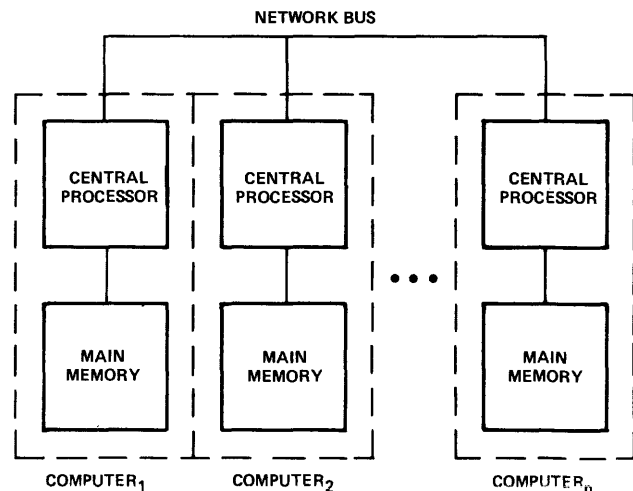 NETWORK BUS
CENTRAL
PROCESSOR
CENTRAL
PROCESSOR
CENTRAL
PROCESSOR
MAIN
MEMORY
MAIN
MEMORY
MAIN
MEMORY
COMPUTER1
COMPUTER2
COMPUTERn